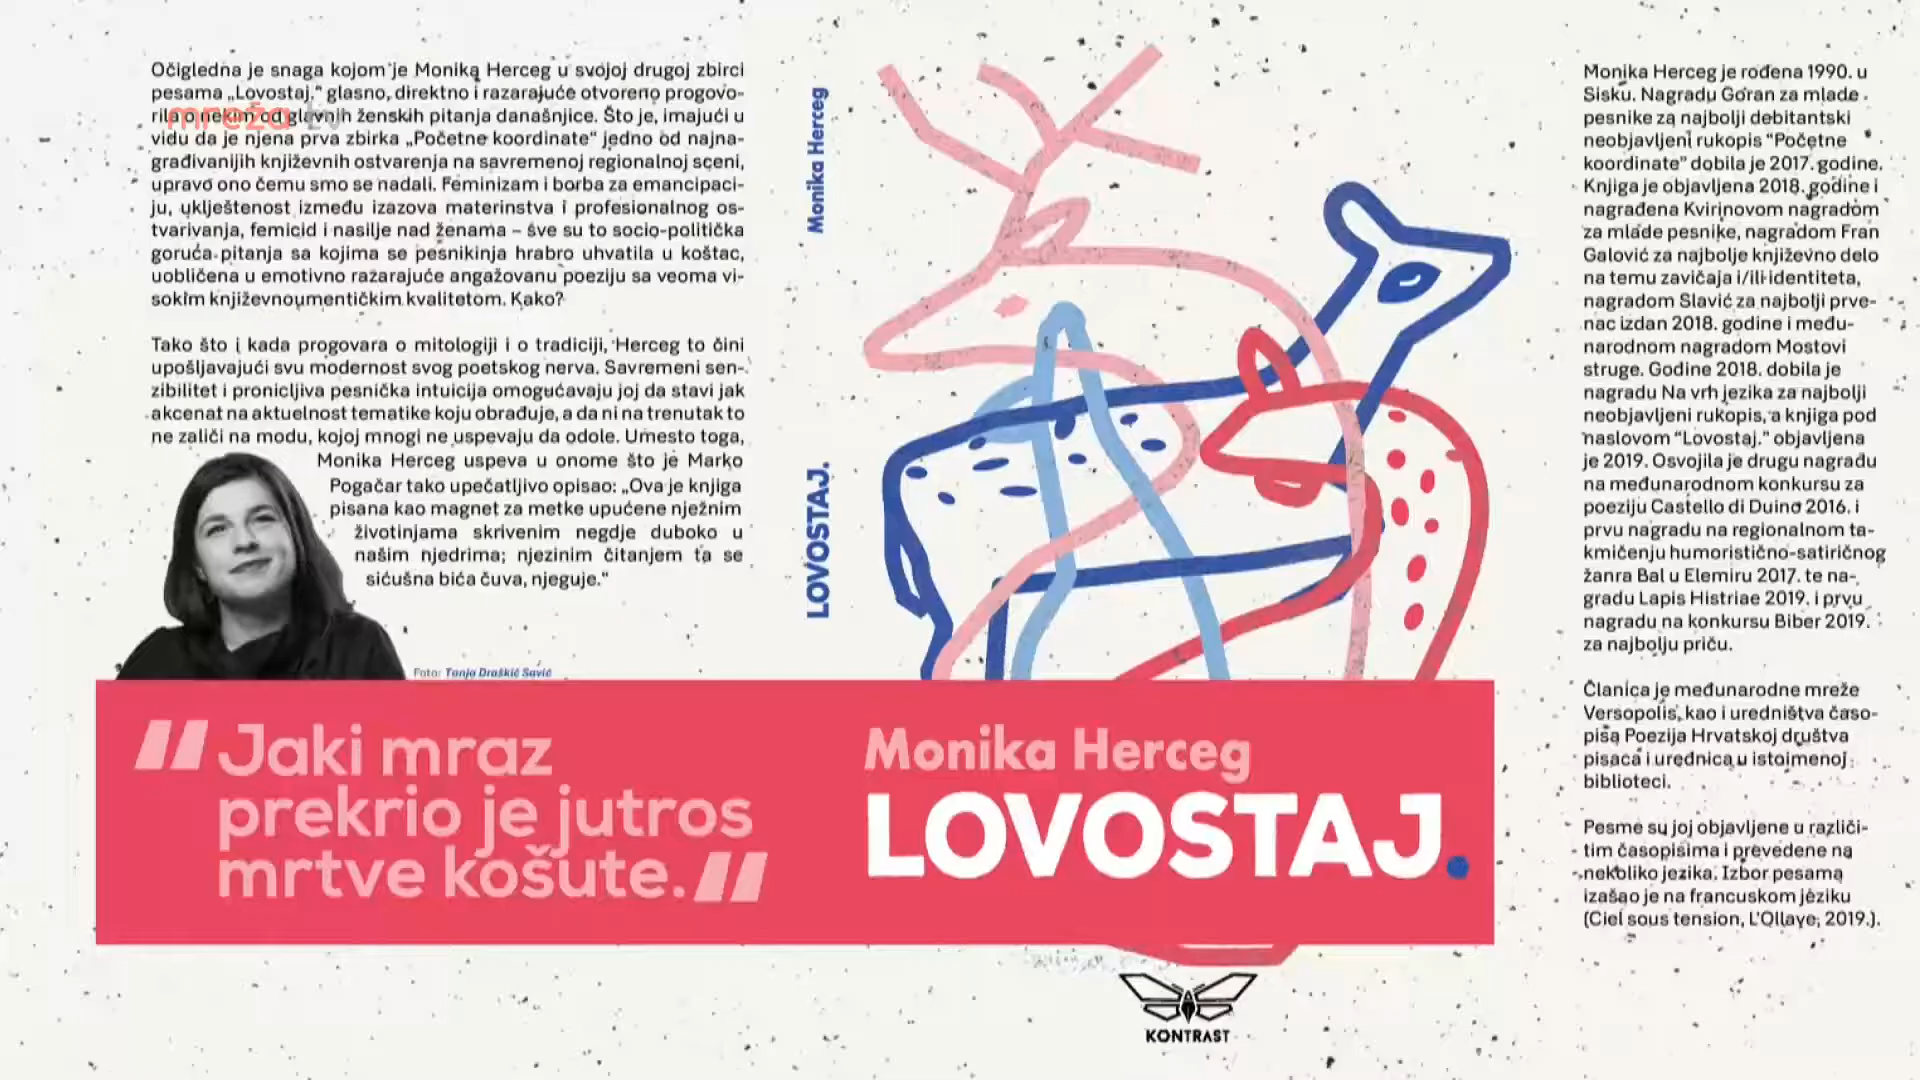 Očigledna je snaga kojom je Monika Herceg u svojoj drugoj zbirci
pesama „Lovostaj.“ glasno, direktno i razarajuće otvoreno progovo-
rila o nekim od glavnih ženskih pitanja današnjice. Što je, imajući u
vidu da je njena prva zbirka „Početne koordinate“ jedno od najna-
građivanijih književnih ostvarenja na savremenoj regionalnoj sceni,
upravo ono čemu smo se nadali. Feminizam i borba za emancipaci-
ju, uklještenost između izazova materinstva i profesionalnog os-
tvarivanja, femicid i nasilje nad ženama – sve su to socio-politička
goruća pitanja sa kojima se pesnikinja hrabro uhvatila u koštac,
uobličena u emotivno razarajuće angažovanu poeziju sa veoma vi-
sokim književnoumentičkim kvalitetom. Kako?
Tako što i kada progovara o mitologiji i o tradiciji, Herceg to čini
upošljavajući svu modernost svog poetskog nerva. Savremeni sen-
zibilitet i pronicljiva pesnička intuicija omogućavaju joj da stavi jak
akcenat na aktuelnost tematike koju obrađuje, a da ni na trenutak to
ne zaliči na modu, kojoj mnogi ne uspevaju da odole. Umesto toga,
Monika Herceg uspeva u onome što je Marko
Pogačar tako upečatljivo opisao: „Ova je knjiga
pisana kao magnet za metke upućene nježnim
životinjama skrivenim negdje duboko u
našim njedrima; njezinim čitanjem ta se
sićušna bića čuva, njeguje.“
mreža tv
Foto: Tanja Draškić Savić
“Jaki mraz
prekrio je jutros
mrtve košute.”
Monika Herceg
LOVOSTAJ.
Monika Herceg
LOVOSTAJ.
KONTRAST
Monika Herceg je rođena 1990. u
Sisku. Nagradu Goran za mlade
pesnike za najbolji debitantski
neobjavljeni rukopis “Početne
koordinate” dobila je 2017. godine.
Knjiga je objavljena 2018. godine i
nagrađena Kvirinovom nagradom
za mlade pesnike, nagradom Fran
Galović za najbolje književno delo
na temu zavičaja i/ili identiteta,
nagradom Slavić za najbolji prve-
nac izdan 2018. godine i među-
narodnom nagradom Mostovi
struge. Godine 2018. dobila je
nagradu Na vrh jezika za najbolji
neobjavljeni rukopis, a knjiga pod
naslovom “Lovostaj.” objavljena
je 2019. Osvojila je drugu nagradu
na međunarodnom konkursu za
poeziju Castello di Duino 2016. i
prvu nagradu na regionalnom ta-
kmičenju humoristično-satiričnog
žanra Bal u Elemiru 2017. te na-
gradu Lapis Histriae 2019. i prvu
nagradu na konkursu Biber 2019.
za najbolju priču.
Članica je međunarodne mreže
Versopolis, kao i uredništva časo-
pisa Poezija Hrvatskog društva
pisaca i urednica u istoimenoj
biblioteci.
Pesme su joj objavljene u različi-
tim časopisima i prevedene na
nekoliko jezika. Izbor pesama
izašao je na francuskom jeziku
(Ciel sous tension, L’Ollave, 2019.).